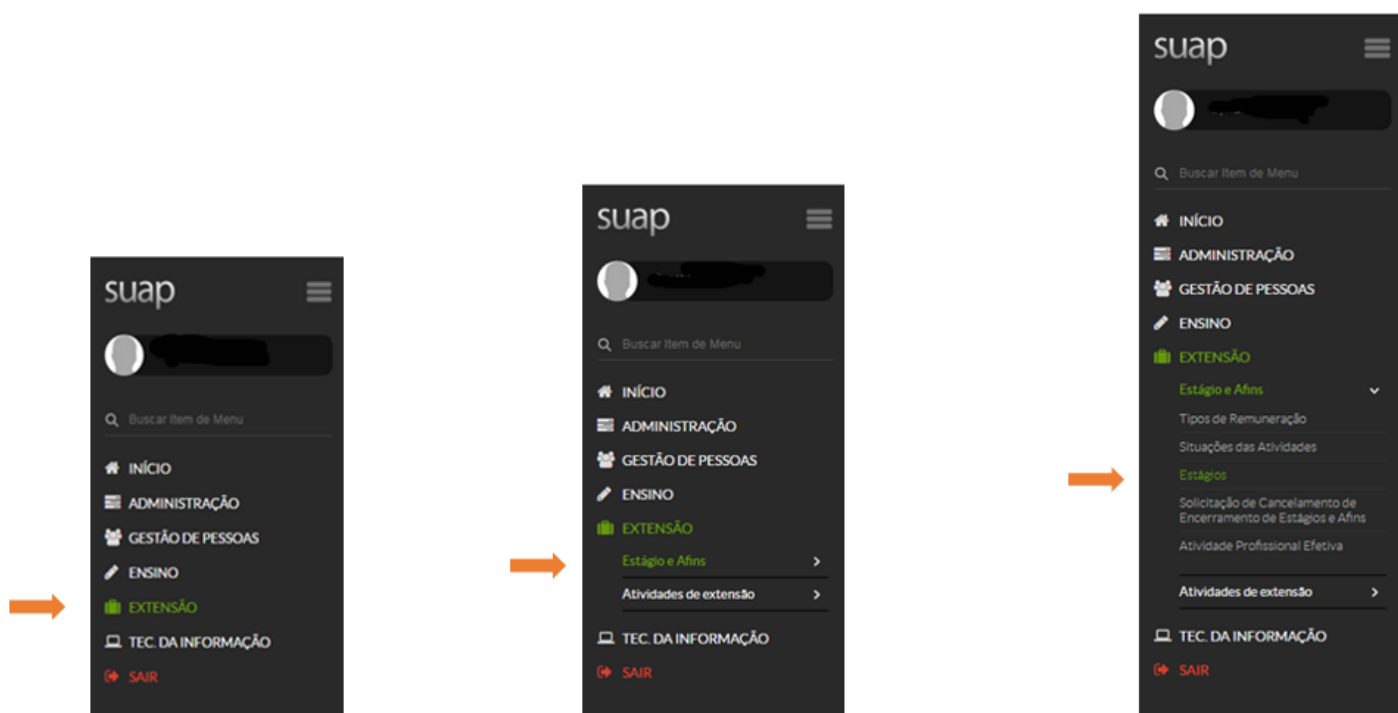 suap
Buscar Item de Menu
INÍCIO
ADMINISTRAÇÃO
GESTÃO DE PESSOAS
ENSINO
EXTENSÃO
TEC. DA INFORMAÇÃO
SAIR
suap
Buscar Item de Menu
INÍCIO
ADMINISTRAÇÃO
GESTÃO DE PESSOAS
ENSINO
EXTENSÃO
Estágio e Afins
Atividades de extensão
TEC. DA INFORMAÇÃO
SAIR
suap
Buscar Item de Menu
INÍCIO
ADMINISTRAÇÃO
GESTÃO DE PESSOAS
ENSINO
EXTENSÃO
Estágio e Afins
Tipos de Remuneração
Situações das Atividades
Estágios
Solicitação de Cancelamento de
Encerramento de Estágios e Afins
Atividade Profissional Efetiva
Atividades de extensão
TEC. DA INFORMAÇÃO
SAIR